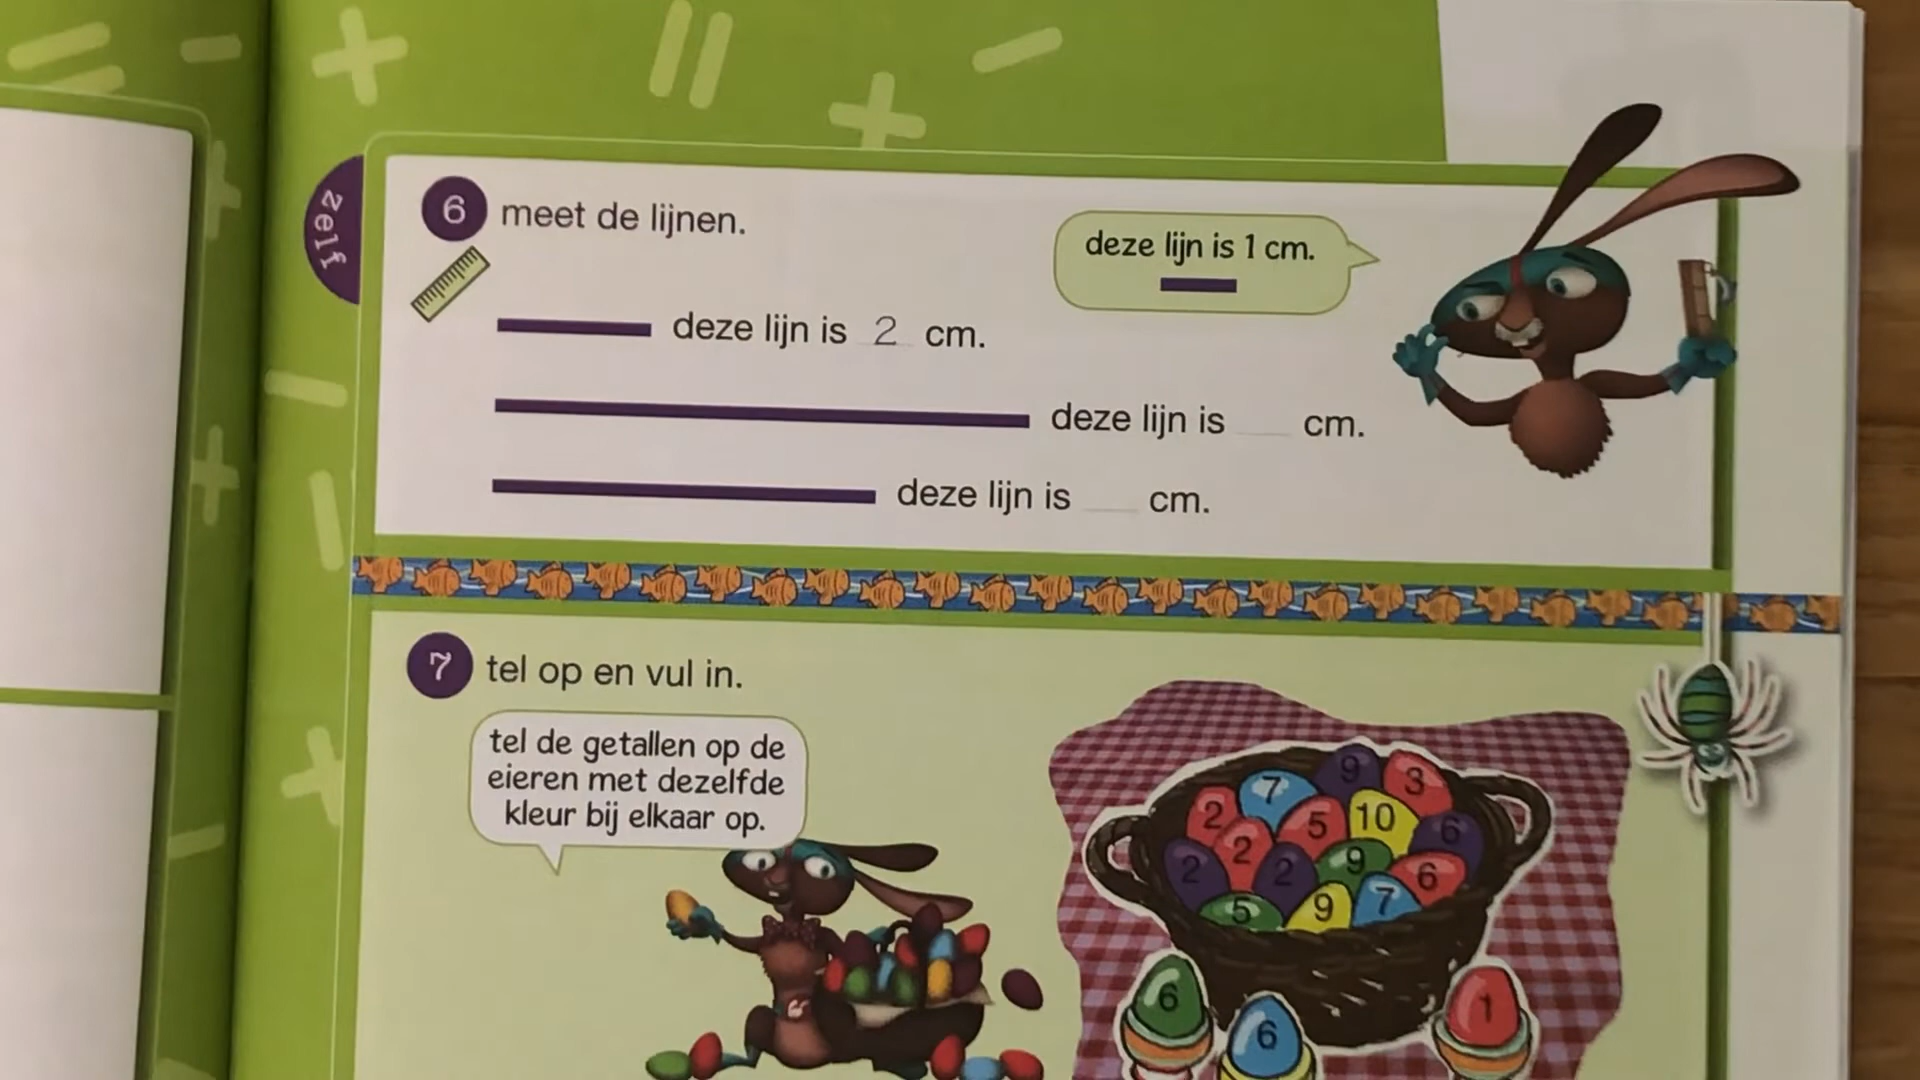 zelf
6 meet de lijnen.
deze lijn is 1 cm.
deze lijn is 2 cm.
deze lijn is cm.
deze lijn is cm.
7 tel op en vul in.
tel de getallen op de
eieren met dezelfde
kleur bij elkaar op.
9 3
7
2 5 10 6
2 9
2 2 6
5 9 7
6 6 1